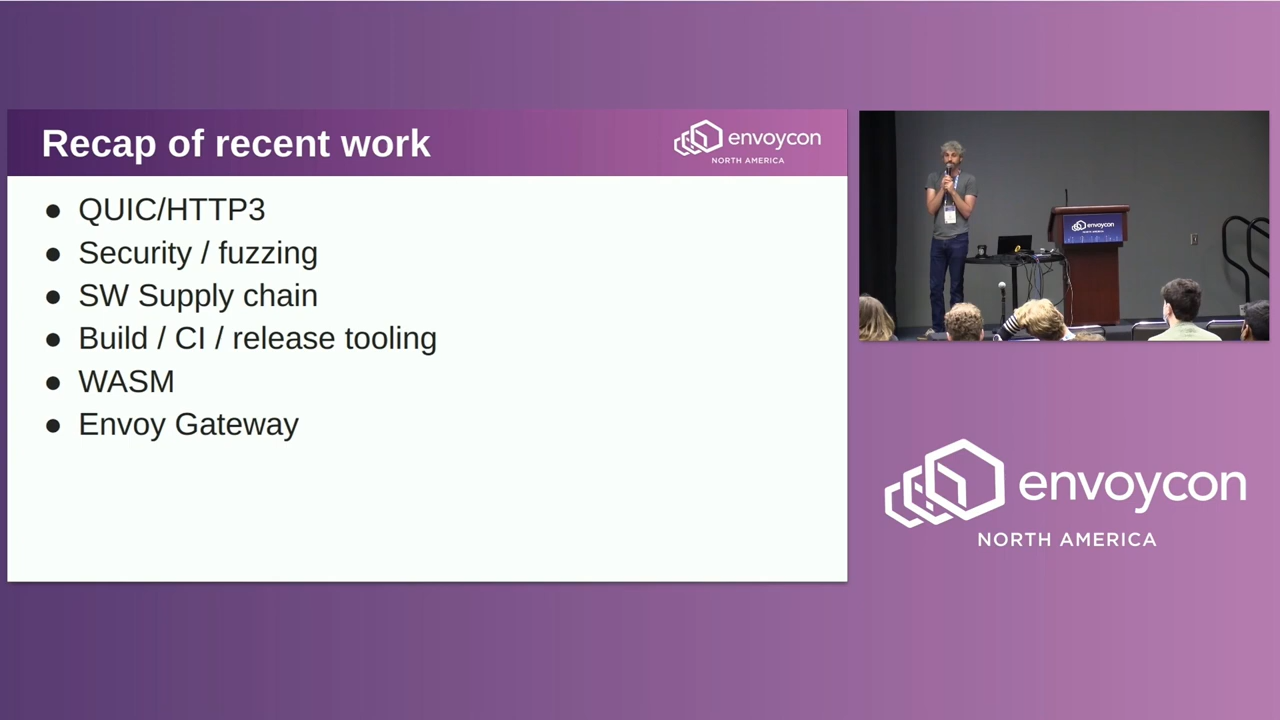 Recap of recent work
envoycon
NORTH AMERICA
● QUIC/HTTP3
● Security / fuzzing
● SW Supply chain
● Build / CI / release tooling
● WASM
● Envoy Gateway
envoycon
envoycon
NORTH AMERICA